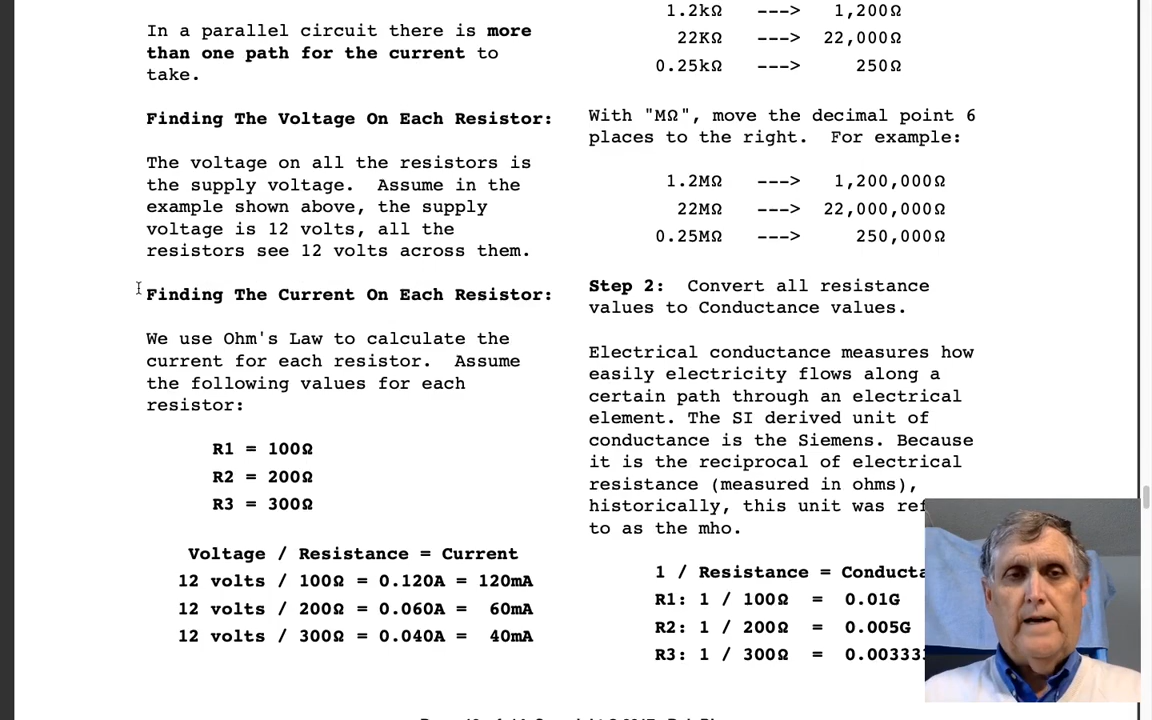 In a parallel circuit there is more
than one path for the current to
take.
Finding The Voltage On Each Resistor:
The voltage on all the resistors is
the supply voltage.  Assume in the
example shown above, the supply
voltage is 12 volts, all the
resistors see 12 volts across them.
Finding The Current On Each Resistor:
We use Ohm's Law to calculate the
current for each resistor.  Assume
the following values for each
resistor:
R1 = 100Ω
R2 = 200Ω
R3 = 300Ω
Voltage / Resistance = Current
12 volts / 100Ω = 0.120A = 120mA
12 volts / 200Ω = 0.060A = 60mA
12 volts / 300Ω = 0.040A = 40mA
1.2kΩ ---> 1,200Ω
22KΩ ---> 22,000Ω
0.25kΩ ---> 250Ω
With "MΩ", move the decimal point 6
places to the right.  For example:
1.2MΩ ---> 1,200,000Ω
22MΩ ---> 22,000,000Ω
0.25MΩ ---> 250,000Ω
Step 2:  Convert all resistance
values to Conductance values.
Electrical conductance measures how
easily electricity flows along a
certain path through an electrical
element. The SI derived unit of
conductance is the Siemens. Because
it is the reciprocal of electrical
resistance (measured in ohms),
historically, this unit was
to as the mho.
1 / Resistance =
R1: 1 / 100Ω = 0.01G
R2: 1 / 200Ω = 0.005G
R3: 1 / 300Ω = 0.00333